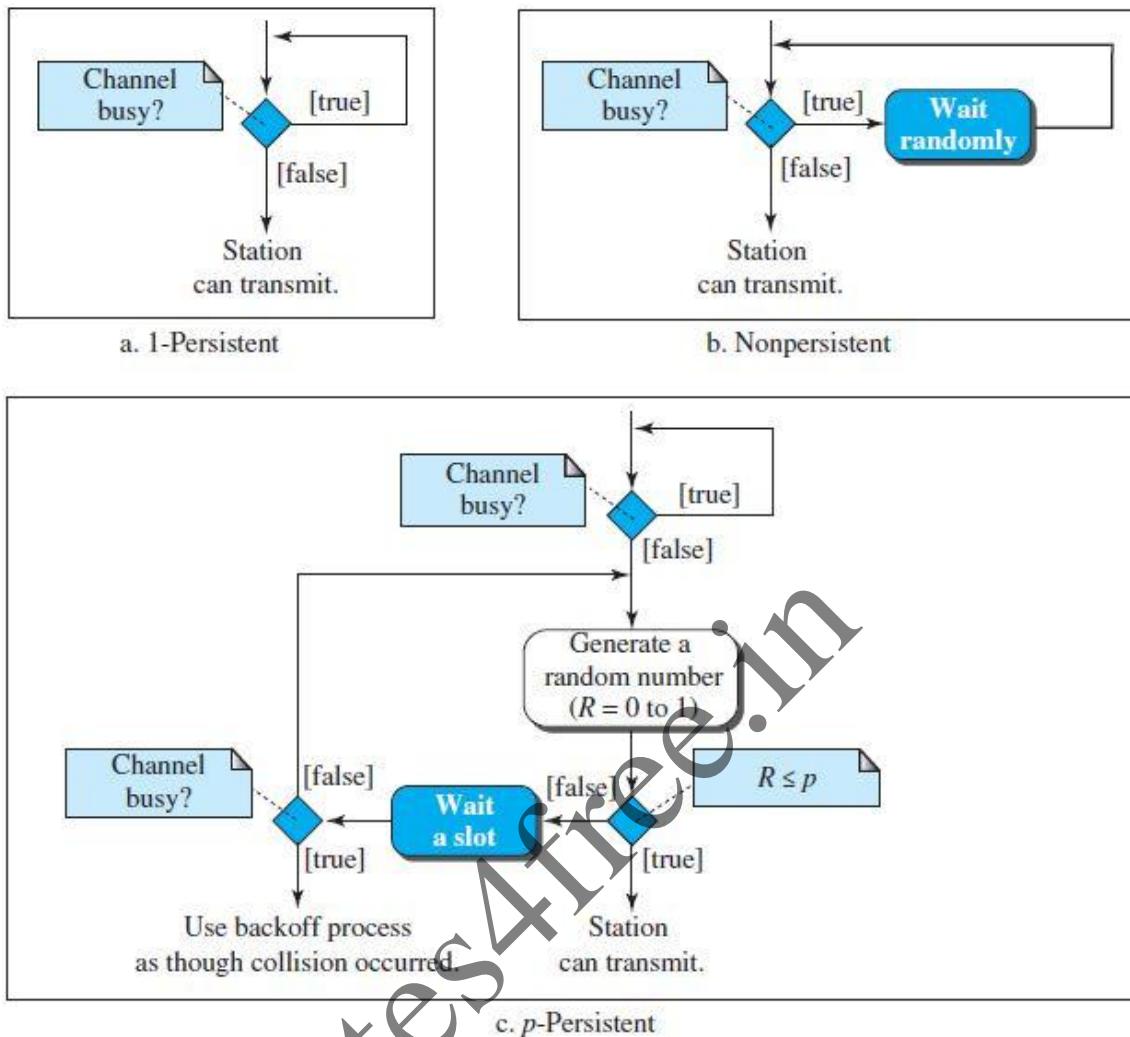 Channel
busy?
[true]
[false]
Station
can transmit.
a. 1-Persistent
Channel
busy?
[true]
Wait
randomly
[false]
Station
can transmit.
b. Nonpersistent
Channel
busy?
[true]
[false]
Generate a
random number
(R = 0 to 1)
Channel
busy?
[false]
Wait
a slot
[false]
R ≤ p
[true]
[true]
Use backoff process
as though collision occurred.
Station
can transmit.
c. p-Persistent
tes4free.in